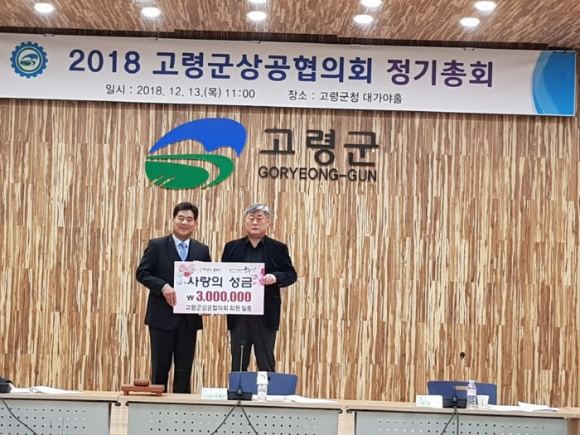 2018 고령군상공협의회 정기총회
일시 : 2018. 12. 13.(목) 11:00 장소 : 고령군청 대가야홀
고령군
GORYEONG-GUN
사랑의 성금
₩ 3,000,000
고령군상공협의회 회원 일동